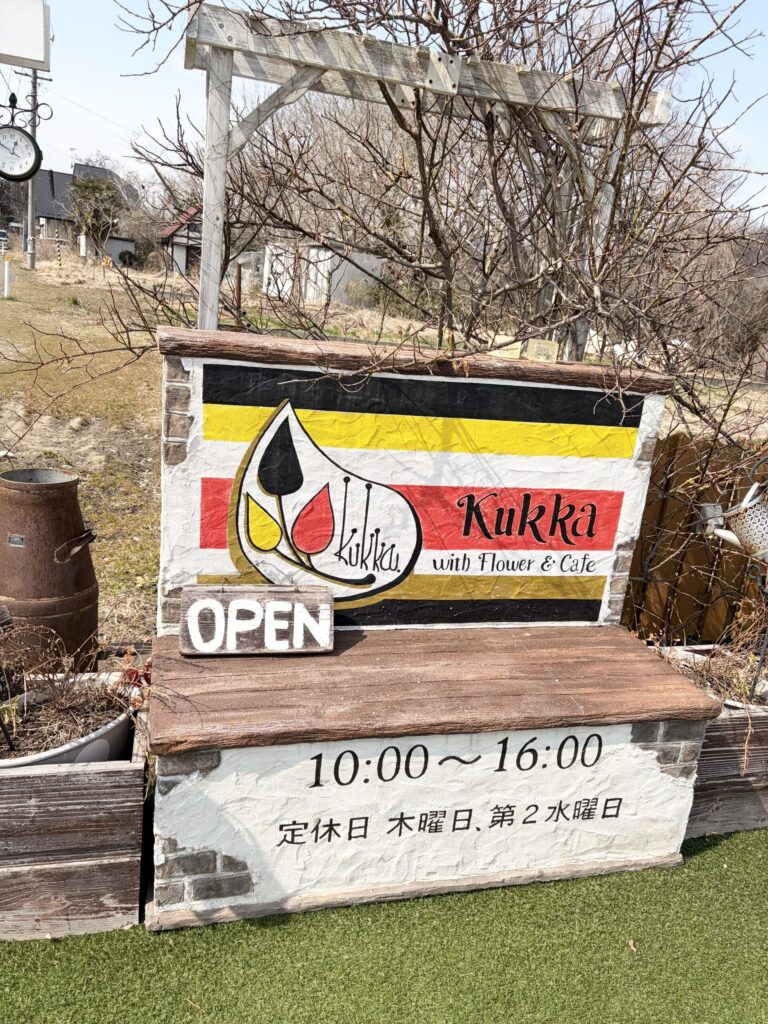 kukka
Kukka
with Flower & Cafe
OPEN
10:00～16:00
定休日 木曜日、第2水曜日